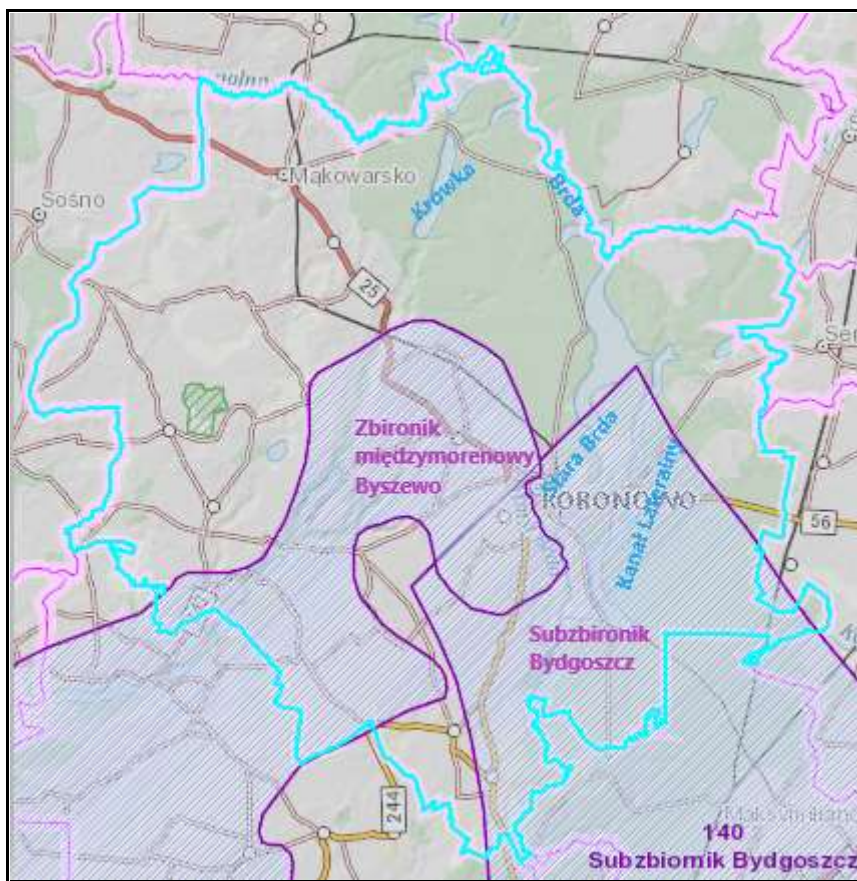 Mąkowarsko
Sośno
Krówka
Brda
25
Zbironik
międzymorenowy
Byszewo
Stara Brda
KORONOWO
Kanał Lateralny
56
Subzbironik
Bydgoszcz
244
140
Subzbiornik Bydgoszcz